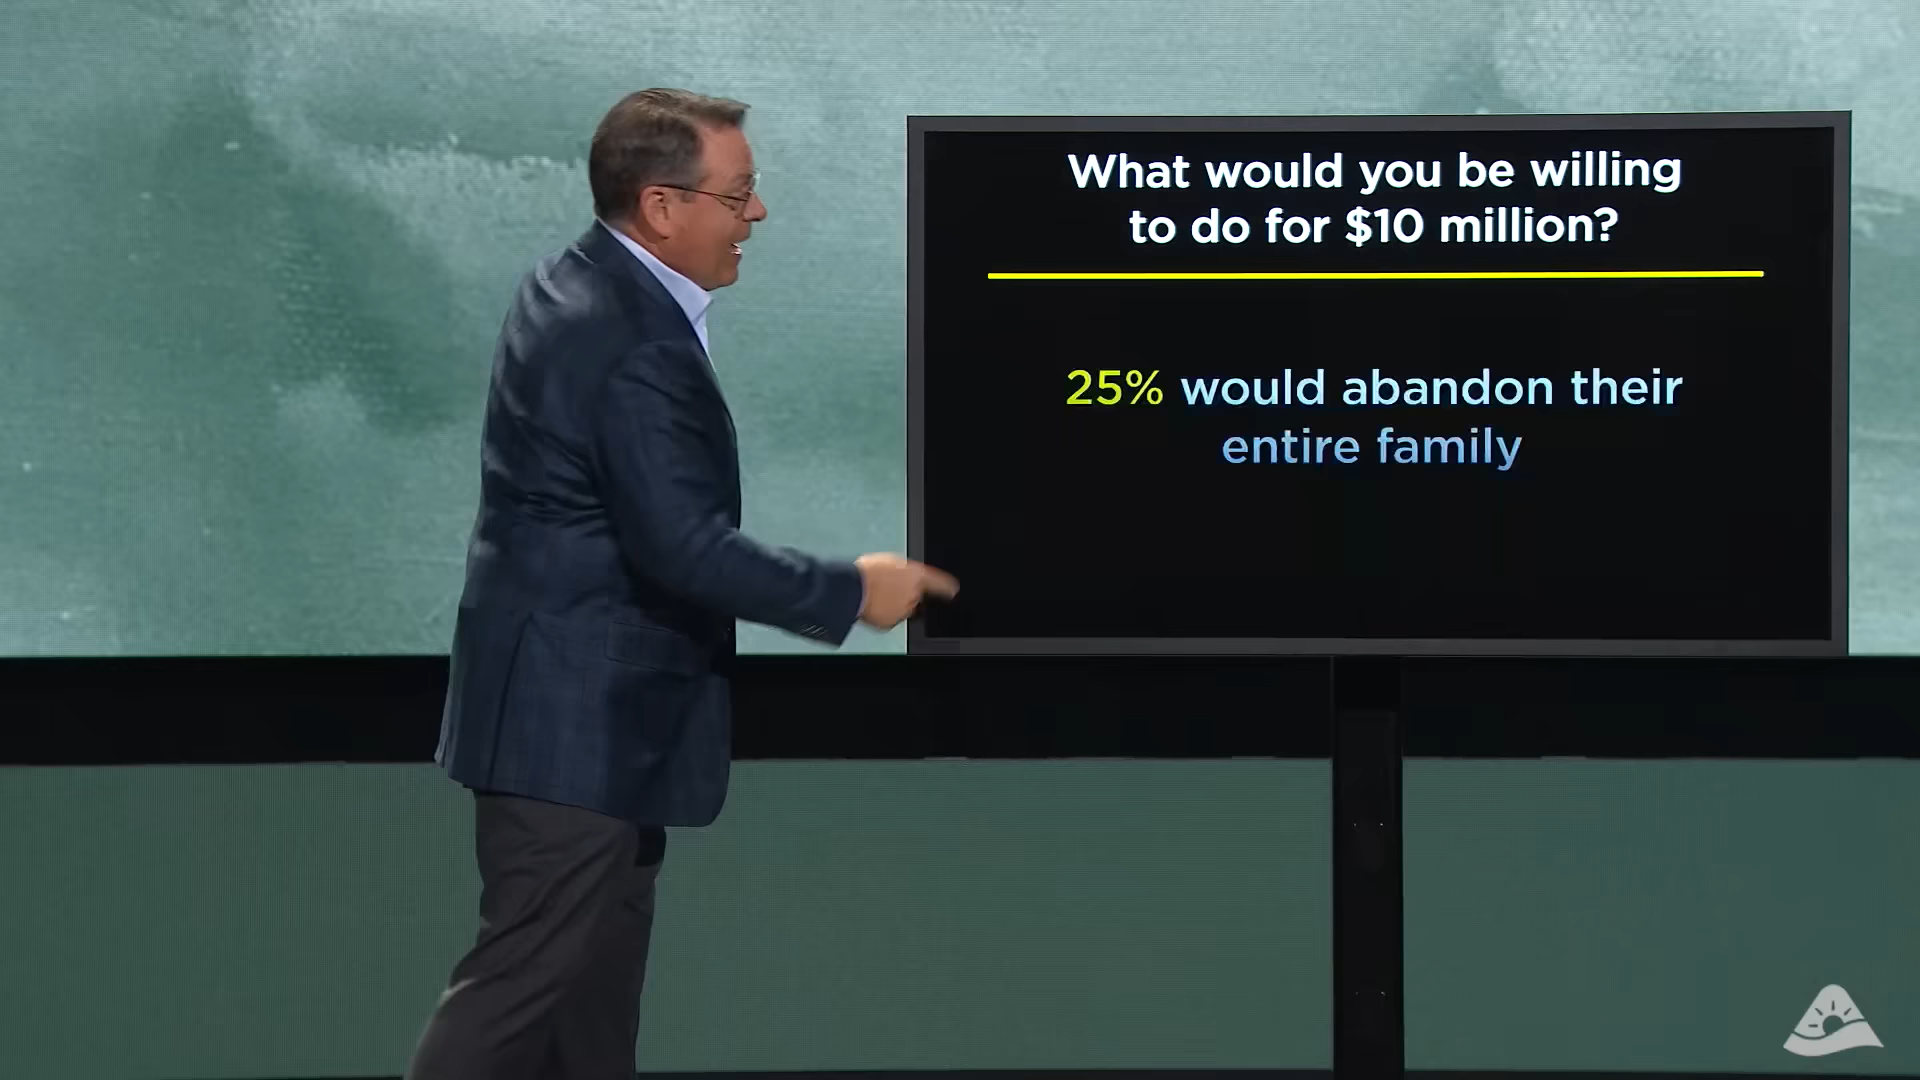 What would you be willing
to do for $10 million?
25% would abandon their
entire family